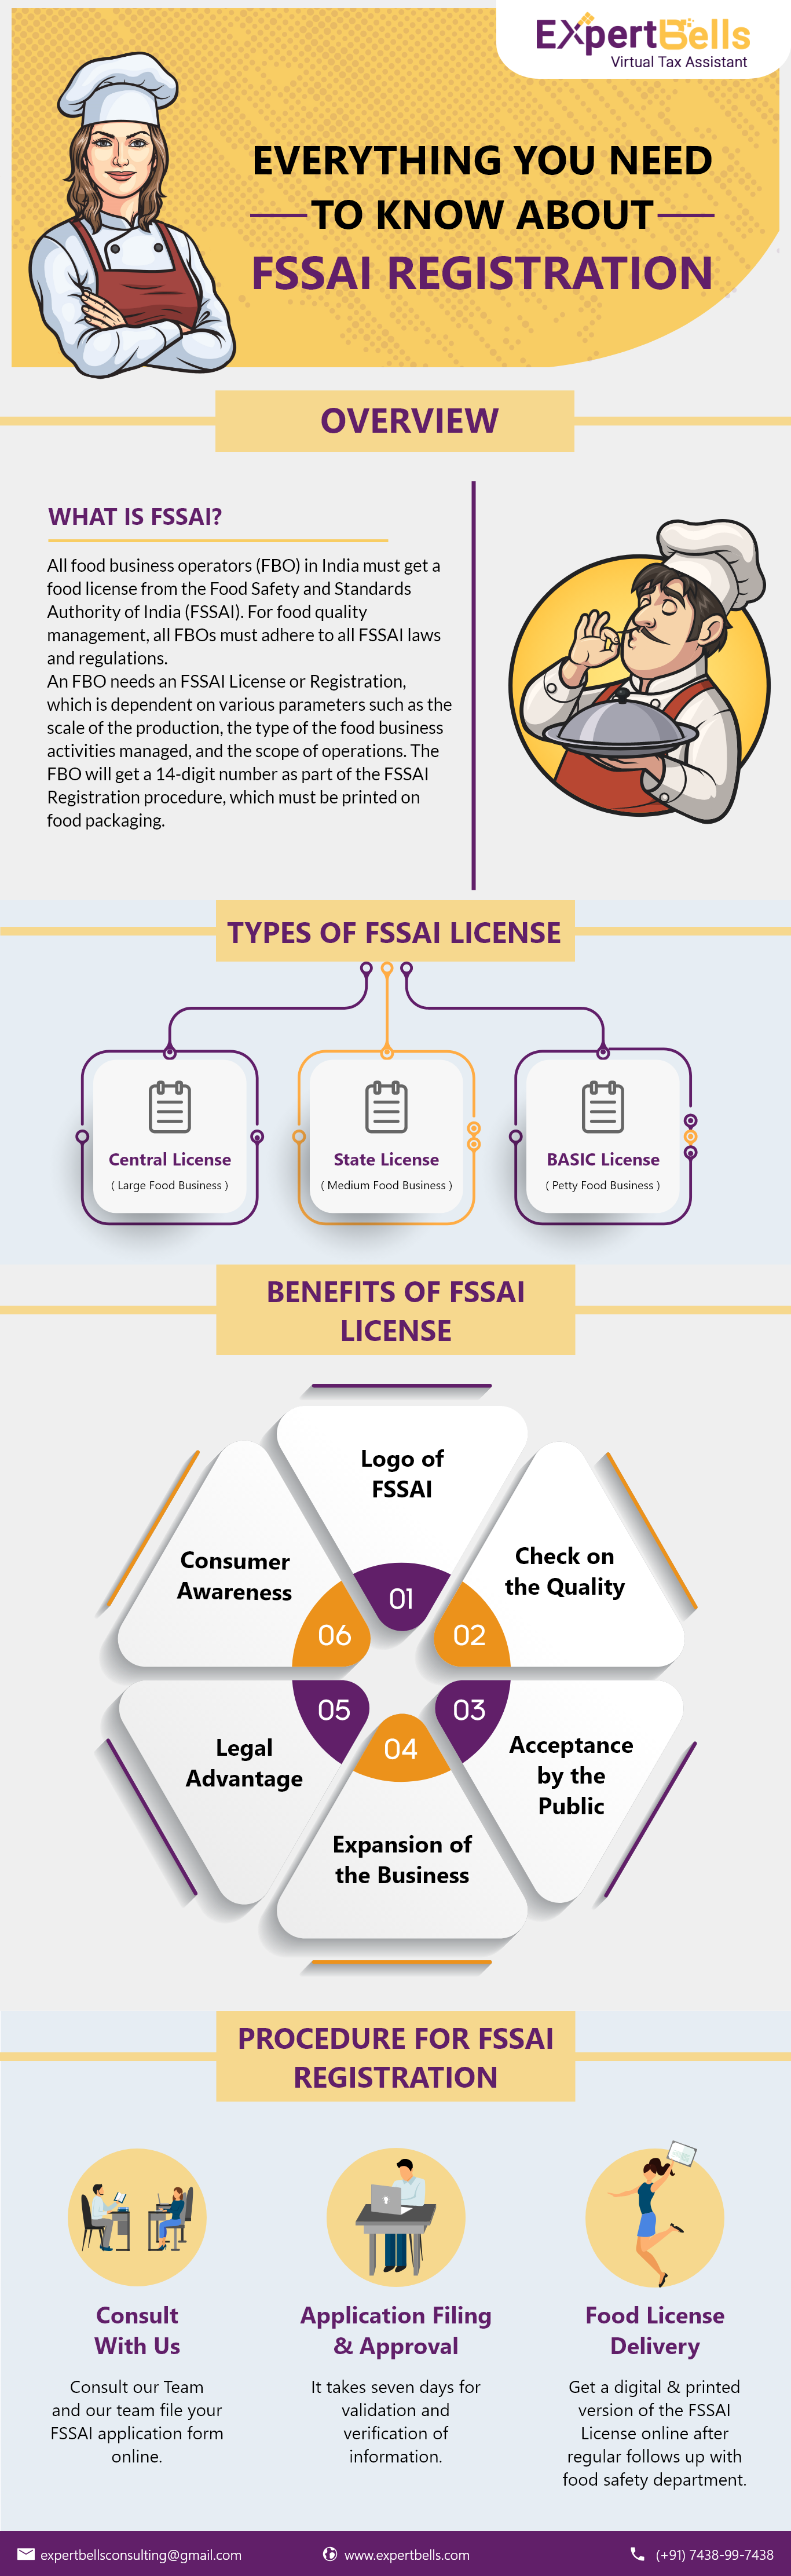 EXpertBells
Virtual Tax Assistant
EVERYTHING YOU NEED
TO KNOW ABOUT
FSSAI REGISTRATION
OVERVIEW
WHAT IS FSSAI?
All food business operators (FBO) in India must get a
food license from the Food Safety and Standards
Authority of India (FSSAI). For food quality
management, all FBOs must adhere to all FSSAI laws
and regulations.
An FBO needs an FSSAI License or Registration,
which is dependent on various parameters such as the
scale of the production, the type of the food business
activities managed, and the scope of operations. The
FBO will get a 14-digit number as part of the FSSAI
Registration procedure, which must be printed on
food packaging.
TYPES OF FSSAI LICENSE
Central License
( Large Food Business )
State License
( Medium Food Business )
BASIC License
( Petty Food Business )
BENEFITS OF FSSAI
LICENSE
Logo of
FSSAI
01
Check on
the Quality
02
Acceptance
by the
Public
03
Expansion of
the Business
04
Legal
Advantage
05
Consumer
Awareness
06
PROCEDURE FOR FSSAI
REGISTRATION
Consult
With Us
Consult our Team
and our team file your
FSSAI application form
online.
Application Filing
& Approval
It takes seven days for
validation and
verification of
information.
Food License
Delivery
Get a digital & printed
version of the FSSAI
License online after
regular follows up with
food safety department.
expertbellsconsulting@gmail.com
www.expertbells.com
(+91) 7438-99-7438